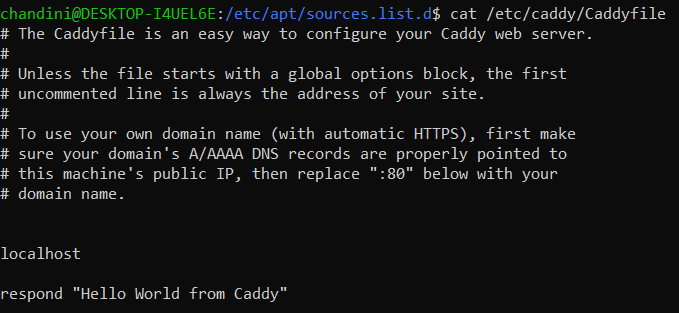 chandini@DESKTOP-I4UEL6E:/etc/apt/sources.list.d$ cat /etc/caddy/Caddyfile
# The Caddyfile is an easy way to configure your Caddy web server.
#
# Unless the file starts with a global options block, the first
# uncommented line is always the address of your site.
#
# To use your own domain name (with automatic HTTPS), first make
# sure your domain's A/AAAA DNS records are properly pointed to
# this machine's public IP, then replace ":80" below with your
# domain name.
localhost
respond "Hello World from Caddy"